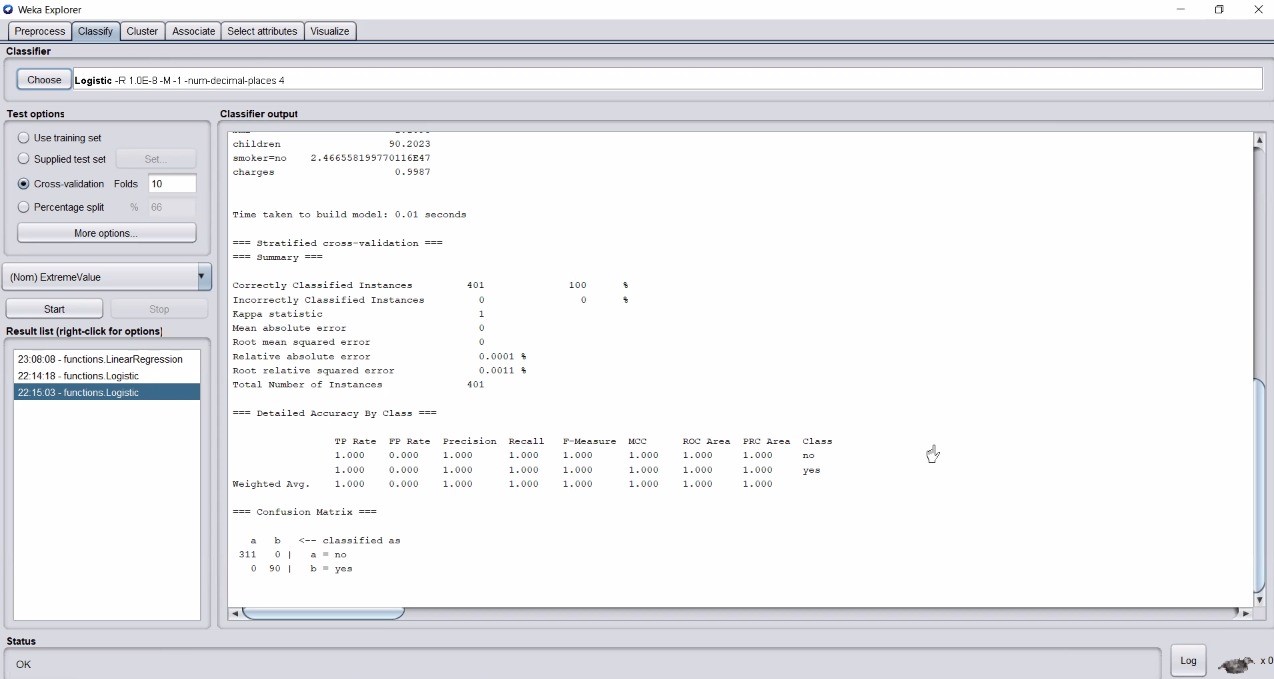 Weka Explorer
Preprocess Classify Cluster Associate Select attributes Visualize
Classifier
Choose Logistic -R 1.0E-8 -M -1 -num-decimal-places 4
Test options
Use training set
Supplied test set Set...
Cross-validation Folds 10
Percentage split % 66
More options...
(Nom) ExtremeValue
Start Stop
Result list (right-click for options)
23:08:08 - functions.LinearRegression
22:14:18 - functions.Logistic
22:15:03 - functions.Logistic
Classifier output
children 90.2023
smoker=no 2.466558199770116E47
charges 0.9987
Time taken to build model: 0.01 seconds
=== Stratified cross-validation ===
=== Summary ===
Correctly Classified Instances 401 100 %
Incorrectly Classified Instances 0 0 %
Kappa statistic 1
Mean absolute error 0
Root mean squared error 0
Relative absolute error 0.0001 %
Root relative squared error 0.0011 %
Total Number of Instances 401
=== Detailed Accuracy By Class ===
TP Rate FP Rate Precision Recall F-Measure MCC ROC Area PRC Area Class
1.000 0.000 1.000 1.000 1.000 1.000 1.000 1.000 no
1.000 0.000 1.000 1.000 1.000 1.000 1.000 1.000 yes
Weighted Avg. 1.000 0.000 1.000 1.000 1.000 1.000 1.000 1.000
=== Confusion Matrix ===
a b <-- classified as
311 0 | a = no
0 90 | b = yes
Status
OK
Log x 0